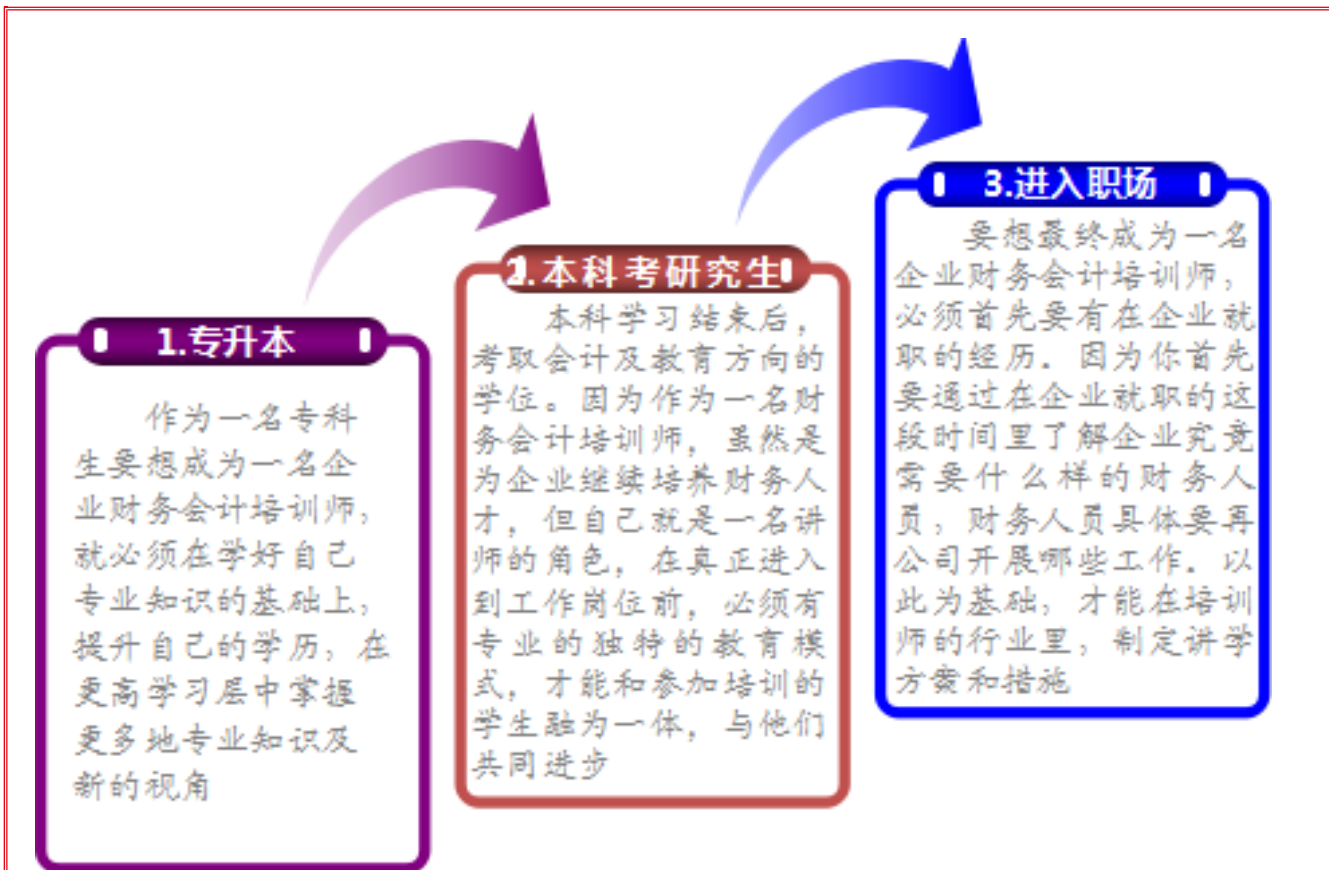 1.专升本
作为一名专科
生要想成为一名企
业财务会计培训师，
就必须在学好自己
专业知识的基础上，
提升自己的学历，在
更高学习层中掌握
更多地专业知识及
新的视角
2.本科考研究生
本科学习结束后，
考取会计及教育方向的
学位。因为作为一名财
务会计培训师，虽然是
为企业继续培养财务人
才，但自己就是一名讲
师的角色，在真正进入
到工作岗位前，必须有
专业的独特的教育模
式，才能和参加培训的
学生融为一体，与他们
共同进步
3.进入职场
要想最终成为一名
企业财务会计培训师，
必须首先要有在企业就
职的经历．因为你首先
要通过在企业就职的这
段时间里了解企业究竟
需要什么样的财务人
员，财务人员具体要再
公司开展哪些工作．以
此为基础，才能在培训
师的行业里，制定讲学
方案和措施